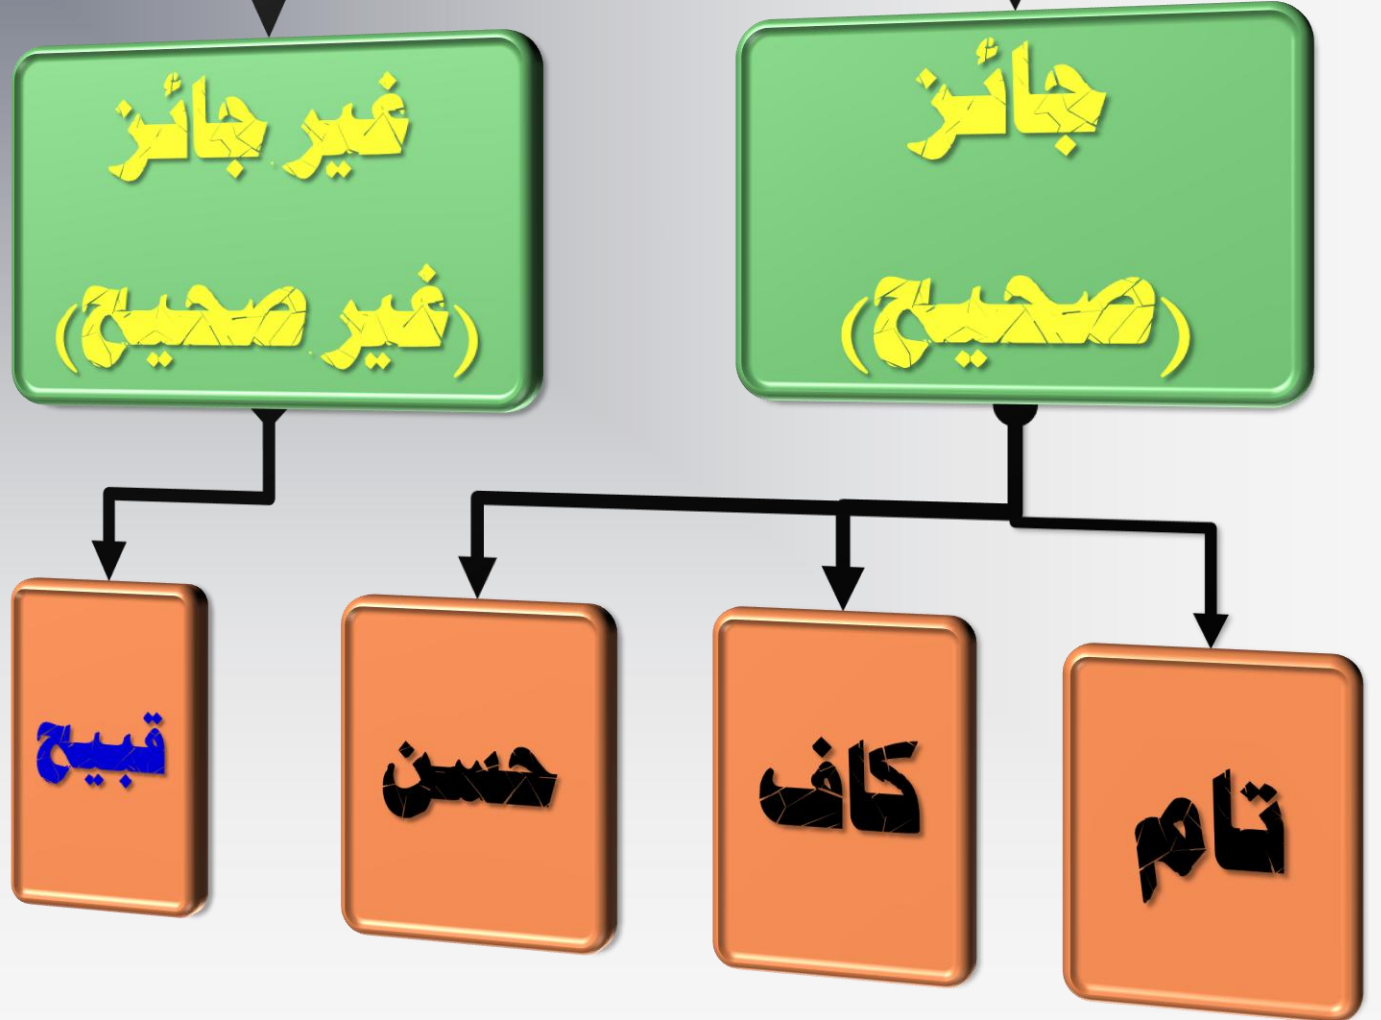 جائز
(صحيح)
غير جائز
(غير صحيح)
تام
كاف
حسن
قبيح